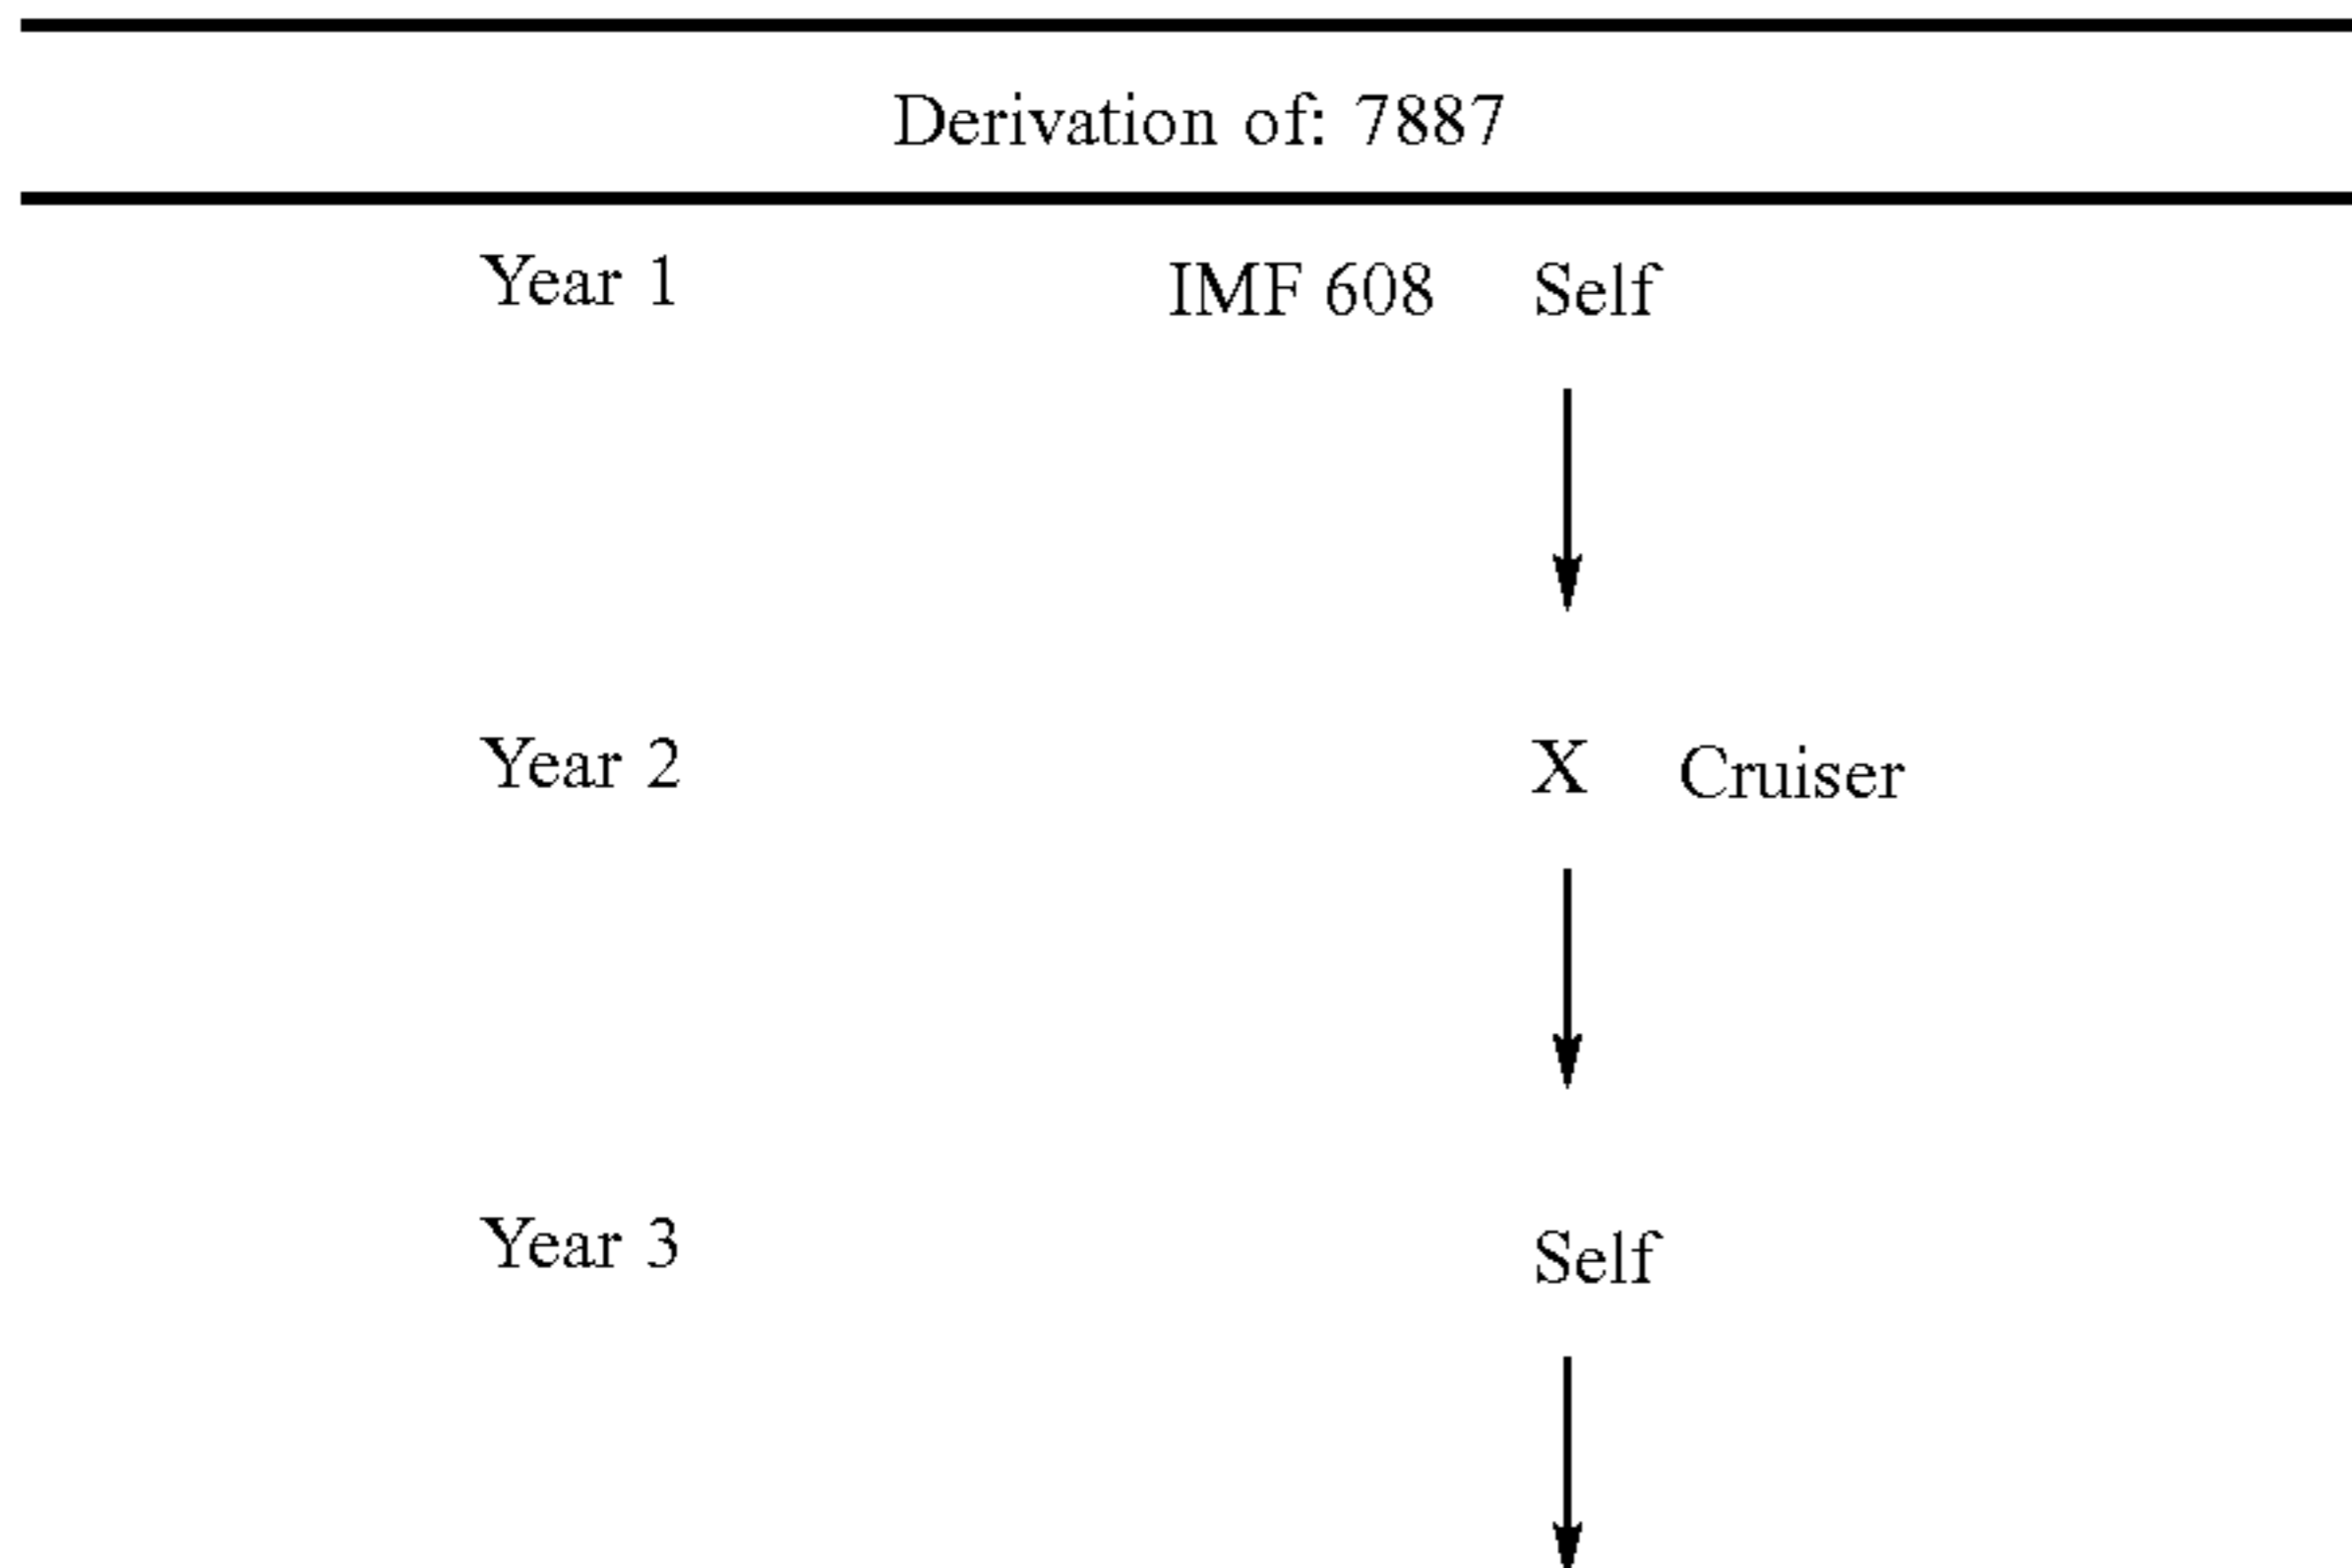 Derivation of: 7887
Year 1 IMF 608 Self
Year 2 X Cruiser
Year 3 Self